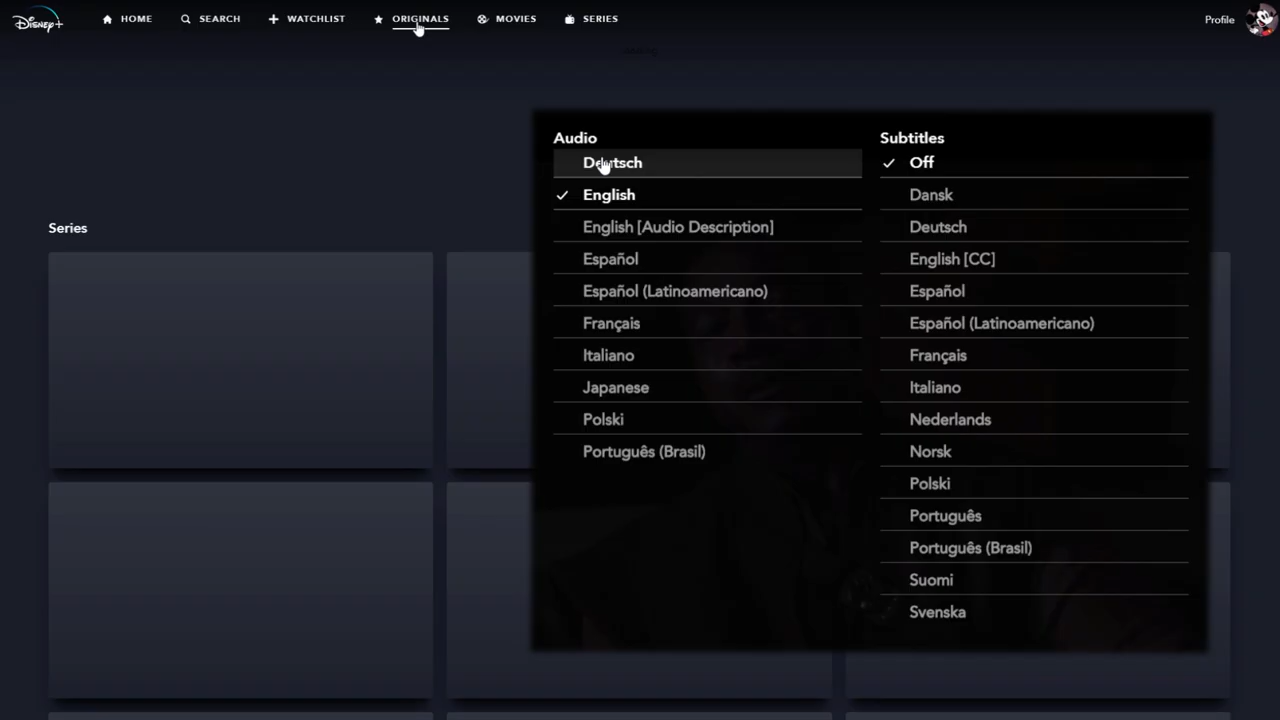 Disney+
HOME
SEARCH
WATCHLIST
ORIGINALS
MOVIES
SERIES
Profile
Series
Audio
Deutsch
English
English [Audio Description]
Español
Español (Latinoamericano)
Français
Italiano
Japanese
Polski
Português (Brasil)
Subtitles
Off
Dansk
Deutsch
English [CC]
Español
Español (Latinoamericano)
Français
Italiano
Nederlands
Norsk
Polski
Português
Português (Brasil)
Suomi
Svenska